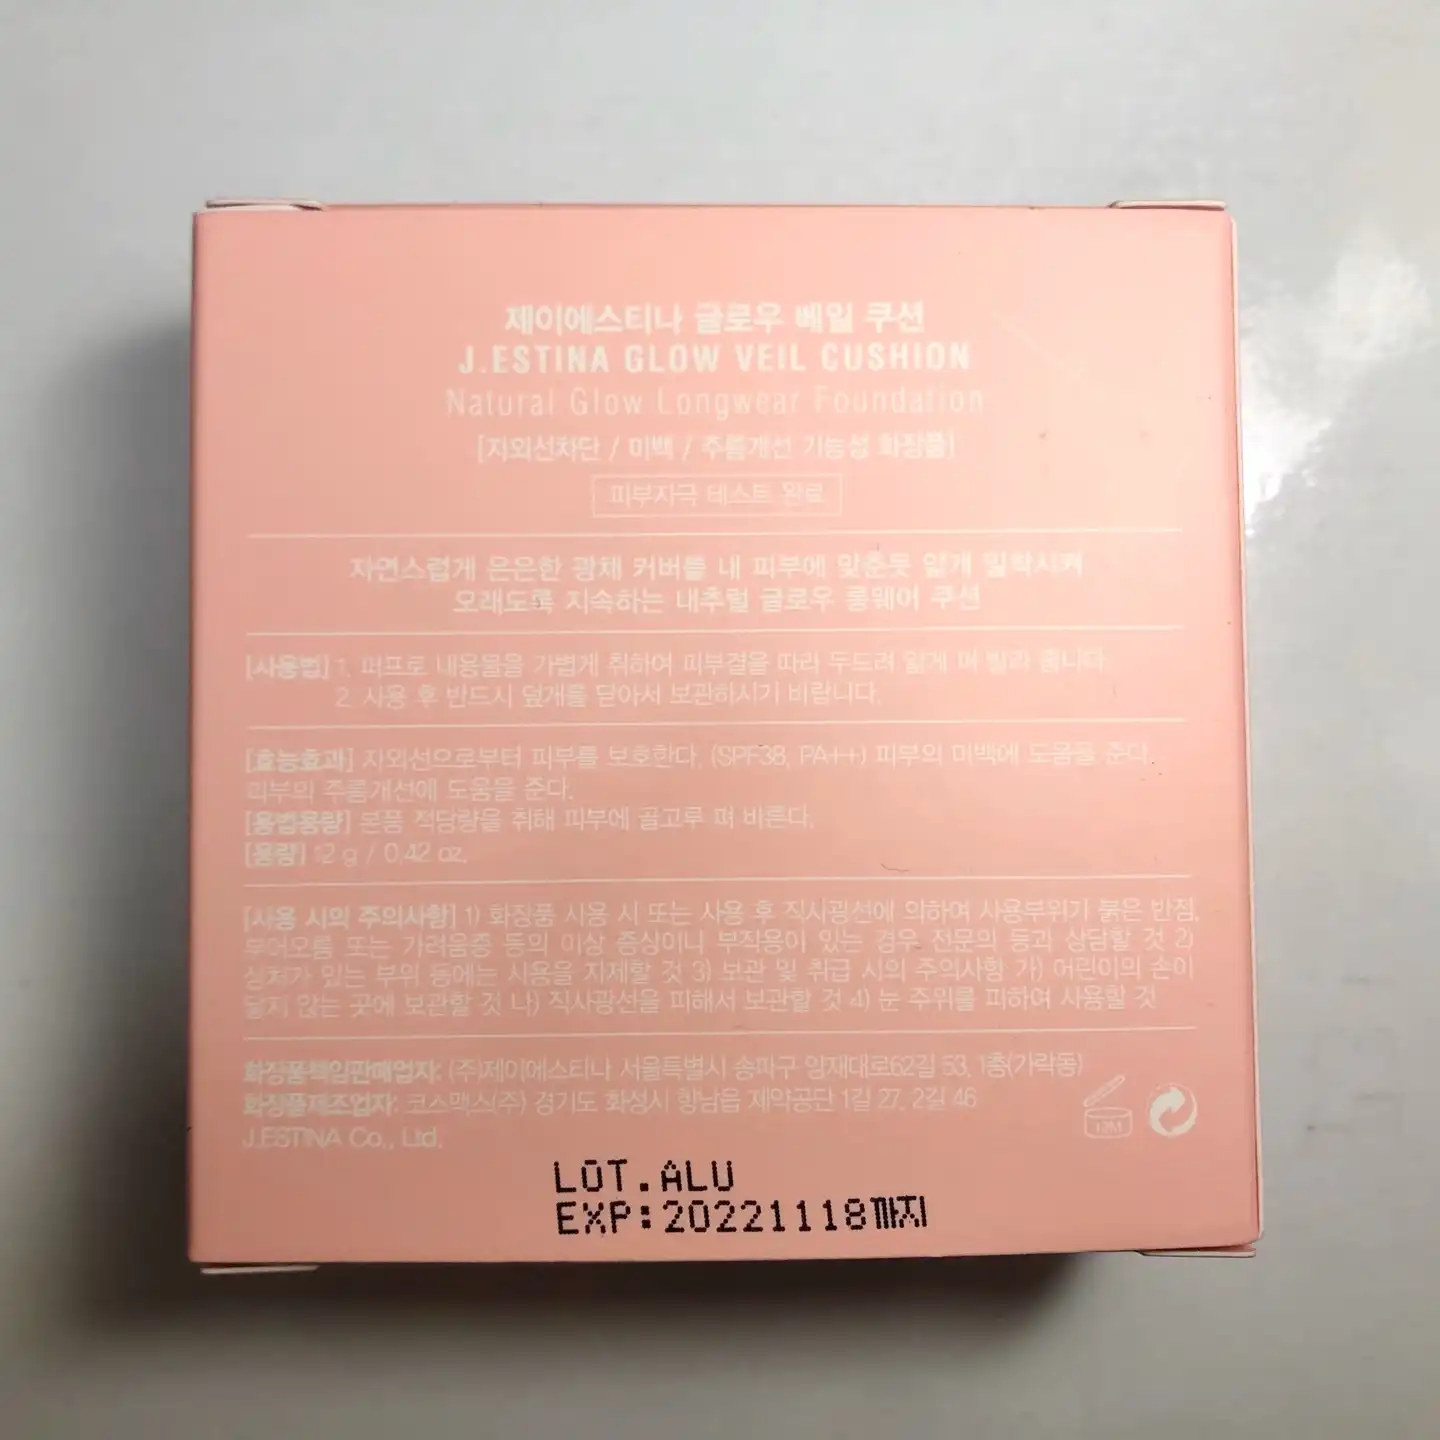 제이에스티나 글로우 베일 쿠션
J.ESTINA GLOW VEIL CUSHION
Natural Glow Longwear Foundation
[자외선차단 / 미백 / 주름개선 기능성 화장품]
피부자극 테스트 완료
자연스럽게 은은한 광채 커버를 내 피부에 맞춘듯 얇게 밀착시켜
오래도록 지속하는 내추럴 글로우 롱웨어 쿠션
[사용법] 1. 퍼프로 내용물을 가볍게 취하여 피부결을 따라 두드려 얇게 펴 발라 줍니다.
2. 사용 후 반드시 덮개를 닫아서 보관하시기 바랍니다.
[효능효과] 자외선으로부터 피부를 보호한다. (SPF38, PA++) 피부의 미백에 도움을 준다.
피부의 주름개선에 도움을 준다.
[용법용량] 본품 적당량을 취해 피부에 골고루 펴 바른다.
[용량] 12 g / 0.42 oz.
[사용 시의 주의사항] 1) 화장품 사용 시 또는 사용 후 직사광선에 의하여 사용부위가 붉은 반점,
부어오름 또는 가려움증 등의 이상 증상이나 부작용이 있는 경우 전문의 등과 상담할 것 2)
상처가 있는 부위 등에는 사용을 자제할 것 3) 보관 및 취급 시의 주의사항 가) 어린이의 손이
닿지 않는 곳에 보관할 것 나) 직사광선을 피해서 보관할 것 4) 눈 주위를 피하여 사용할 것
화장품책임판매업자: (주)제이에스티나 서울특별시 송파구 양재대로62길 53, 1층(가락동)
화장품제조업자: 코스맥스(주) 경기도 화성시 향남읍 제약공단 1길 27, 2길 46
J.ESTINA Co., Ltd.
12M
LOT.ALU
EXP:20221118까지